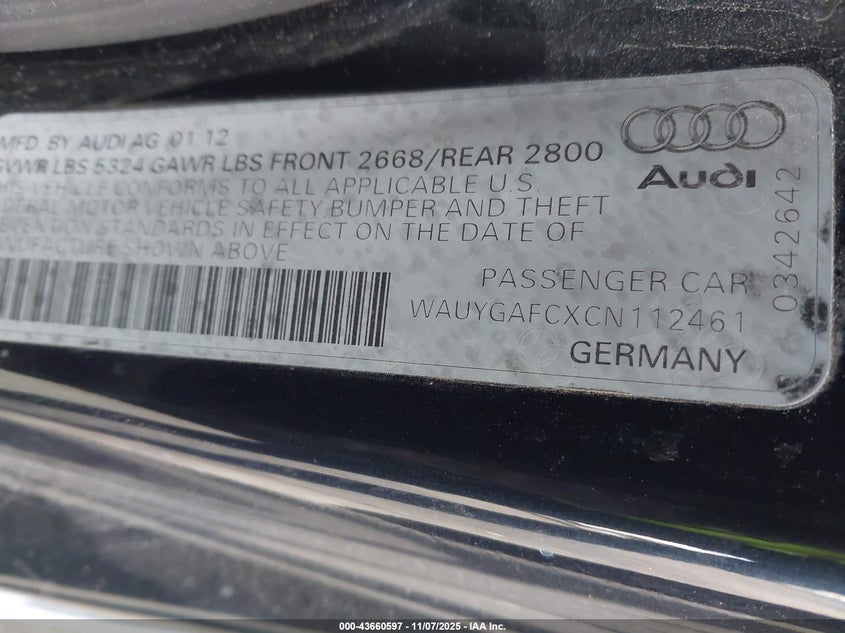 MFD BY AUDI AG 01 12
GVWR LBS 5324 GAWR LBS FRONT 2668/REAR 2800
THIS VEHICLE CONFORMS TO ALL APPLICABLE U.S.
FEDERAL MOTOR VEHICLE SAFETY, BUMPER AND THEFT
PREVENTION STANDARDS IN EFFECT ON THE DATE OF
MANUFACTURE SHOWN ABOVE
Audi
0342642
PASSENGER CAR
WAUYGAFCXCN112461
GERMANY
000-43660597 - 11/07/2025 - IAA Inc.